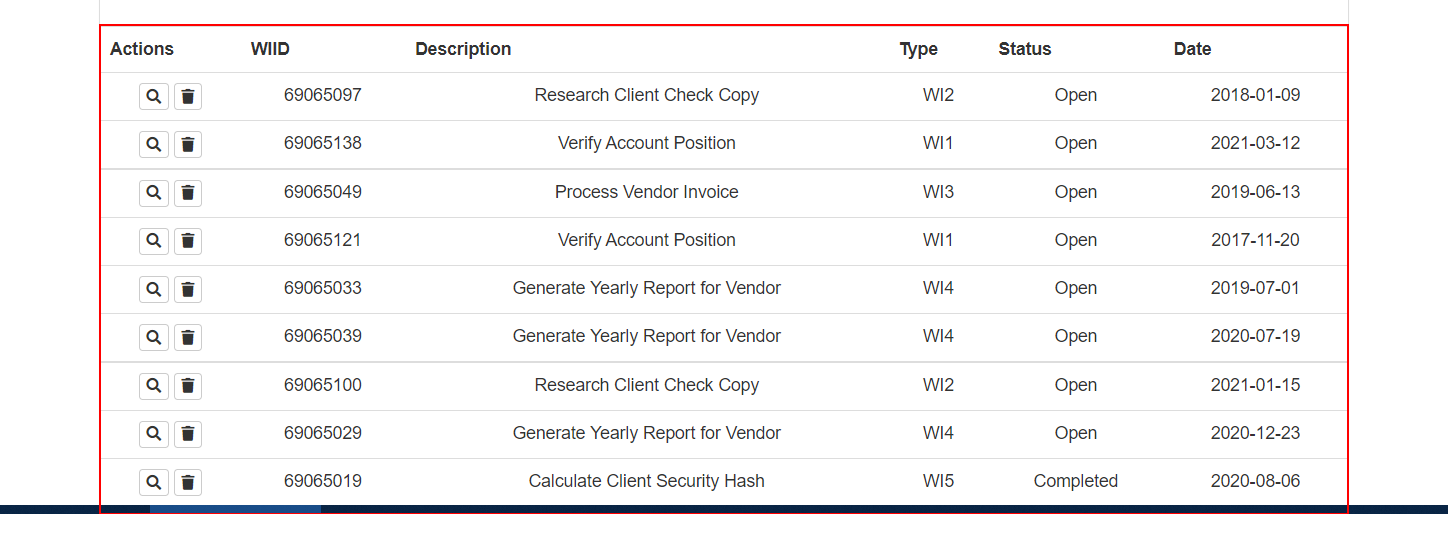 Actions WIID Description Type Status Date
69065097 Research Client Check Copy WI2 Open 2018-01-09
69065138 Verify Account Position WI1 Open 2021-03-12
69065049 Process Vendor Invoice WI3 Open 2019-06-13
69065121 Verify Account Position WI1 Open 2017-11-20
69065033 Generate Yearly Report for Vendor WI4 Open 2019-07-01
69065039 Generate Yearly Report for Vendor WI4 Open 2020-07-19
69065100 Research Client Check Copy WI2 Open 2021-01-15
69065029 Generate Yearly Report for Vendor WI4 Open 2020-12-23
69065019 Calculate Client Security Hash WI5 Completed 2020-08-06